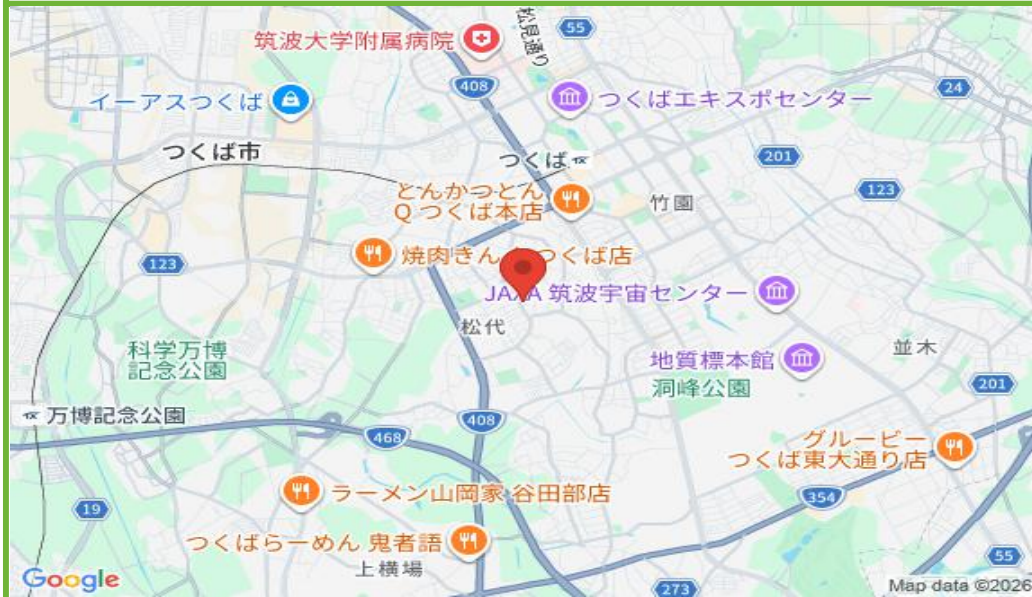 松見通り
55
筑波大学附属病院
408
24
イーアスつくば
つくばエキスポセンター
つくば市
つくば
201
とんかつとん
Q つくば本店
竹園
123
焼肉きん
つくば店
123
JAXA 筑波宇宙センター
松代
科学万博
記念公園
地質標本館
洞峰公園
並木
201
万博記念公園
408
468
グルービー
つくば東大通り店
ラーメン山岡家 谷田部店
354
19
つくばらーめん 鬼者語
上横場
55
Google
273
Map data ©2026